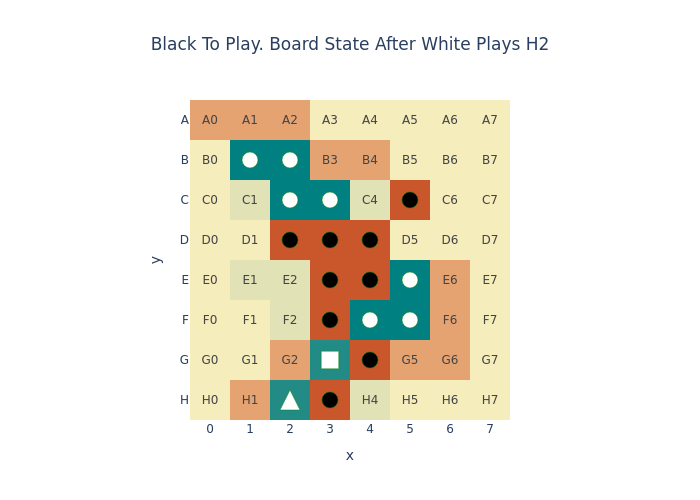 Black To Play. Board State After White Plays H2
A A0 A1 A2 A3 A4 A5 A6 A7
B B0 B3 B4 B5 B6 B7
C C0 C1 C4 C6 C7
D D0 D1 D5 D6 D7
E E0 E1 E2 E6 E7
F F0 F1 F2 F6 F7
G G0 G1 G2 G5 G6 G7
H H0 H1 H4 H5 H6 H7
0 1 2 3 4 5 6 7
x
y